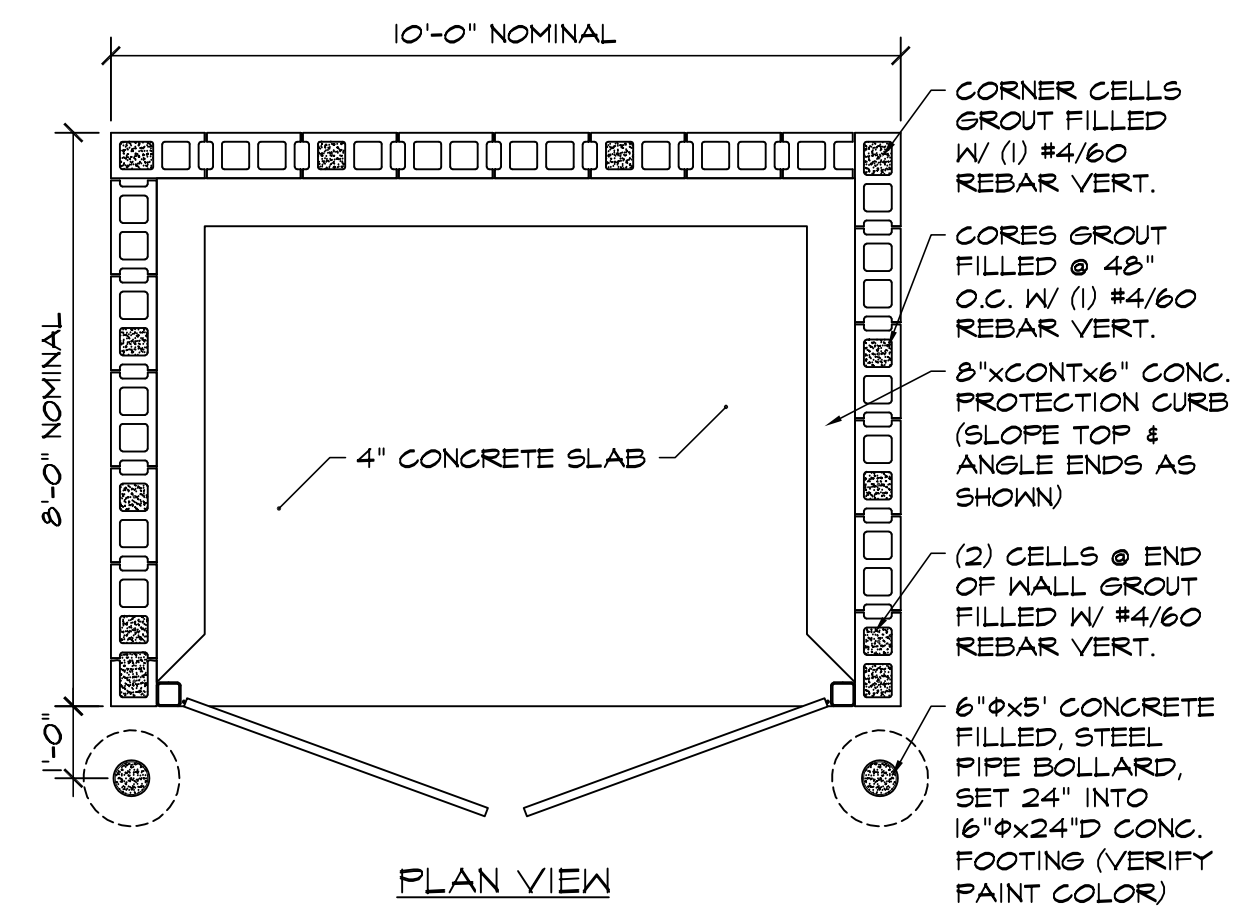 10'-0" NOMINAL
CORNER CELLS
GROUT FILLED
W/ (1) #4/60
REBAR VERT.
CORES GROUT
FILLED @ 48"
O.C. W/ (1) #4/60
REBAR VERT.
8"xCONTx6" CONC.
PROTECTION CURB
(SLOPE TOP &
ANGLE ENDS AS
SHOWN)
8'-0" NOMINAL
4" CONCRETE SLAB
(2) CELLS @ END
OF WALL GROUT
FILLED W/ #4/60
REBAR VERT.
1'-0"
6"Φx5' CONCRETE
FILLED, STEEL
PIPE BOLLARD,
SET 24" INTO
16"Φx24"D CONC.
FOOTING (VERIFY
PAINT COLOR)
PLAN VIEW